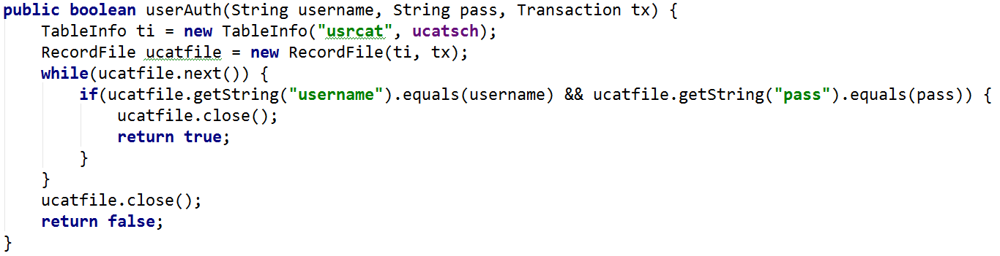 public boolean userAuth(String username, String pass, Transaction tx) {
    TableInfo ti = new TableInfo("usrcat", ucatsch);
    RecordFile ucatfile = new RecordFile(ti, tx);
    while(ucatfile.next()) {
        if(ucatfile.getString("username").equals(username) && ucatfile.getString("pass").equals(pass)) {
            ucatfile.close();
            return true;
        }
    }
    ucatfile.close();
    return false;
}